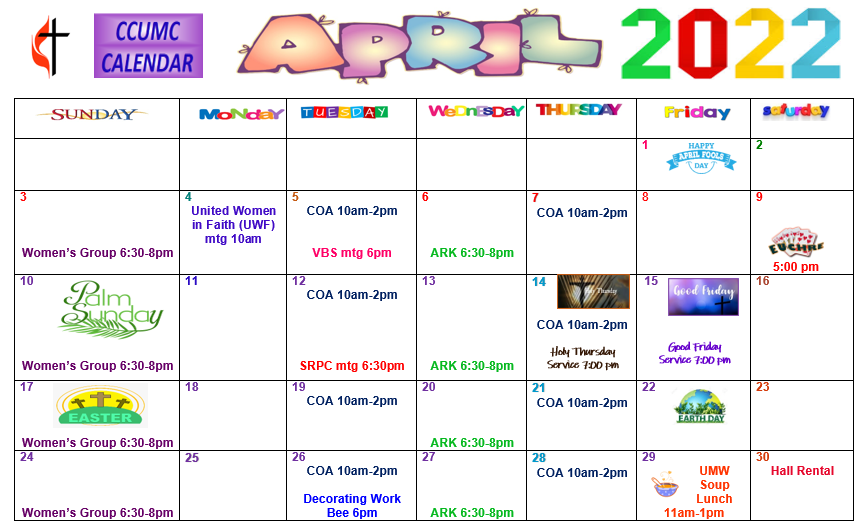 CCUMC
CALENDAR
APRIL
2022
SUNDAY
MoNday
TUESDAY
WeDnEsDaY
THURSDAY
Friday
saturday
1
HAPPY
APRIL FOOLS
DAY
2
3
Women's Group 6:30-8pm
4
United Women
in Faith (UWF)
mtg 10am
5
COA 10am-2pm
VBS mtg 6pm
6
ARK 6:30-8pm
7
COA 10am-2pm
8
9
EUCHRE
5:00 pm
10
Palm
Sunday
Women's Group 6:30-8pm
11
12
COA 10am-2pm
SRPC mtg 6:30pm
13
ARK 6:30-8pm
14
Thursday
COA 10am-2pm
Holy Thursday
Service 7:00 pm
15
Good Friday
Good Friday
Service 7:00 pm
16
17
EASTER
Women's Group 6:30-8pm
18
19
COA 10am-2pm
20
ARK 6:30-8pm
21
COA 10am-2pm
22
EARTH DAY
23
24
Women's Group 6:30-8pm
25
26
COA 10am-2pm
Decorating Work
Bee 6pm
27
ARK 6:30-8pm
28
COA 10am-2pm
29
UMW
Soup
Lunch
11am-1pm
30
Hall Rental